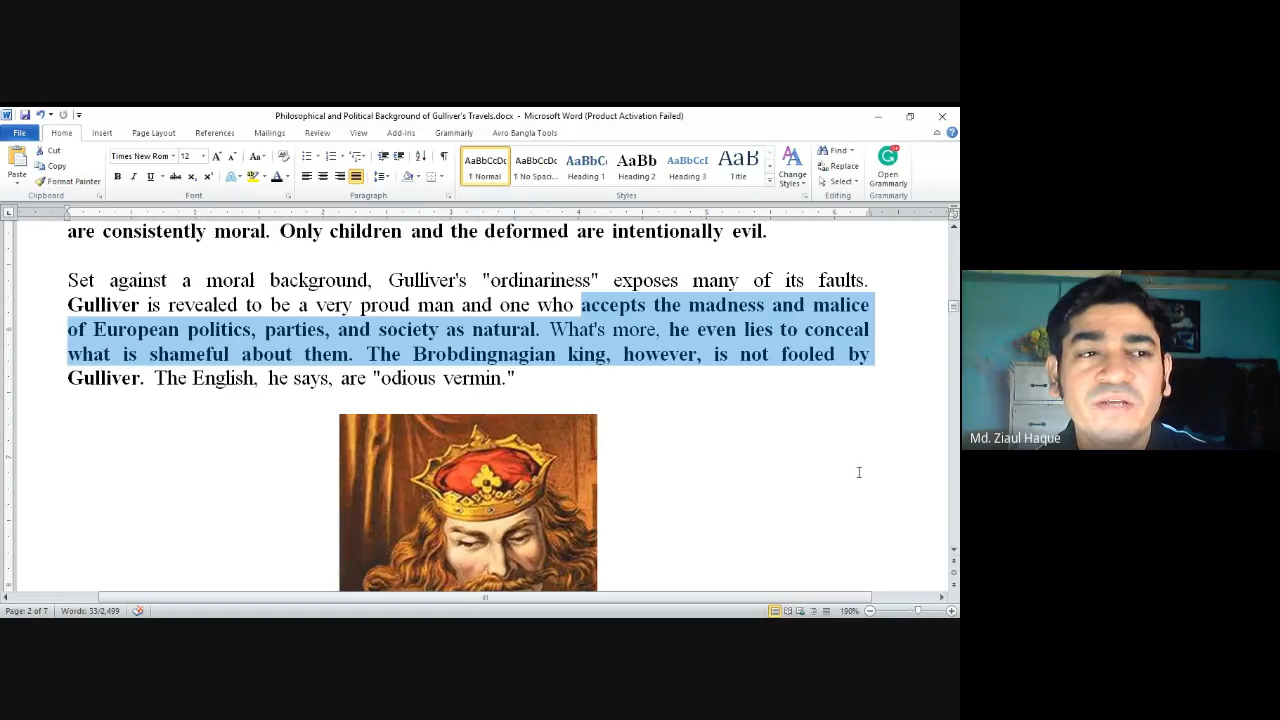 Philosophical and Political Background of Gulliver's Travels.docx - Microsoft Word (Product Activation Failed)
File Home Insert Page Layout References Mailings Review View Add-Ins Grammarly Avro Bangla Tools
Paste
Cut
Copy
Format Painter
Clipboard
Times New Rom 12
Font
Paragraph
AaBbCcDc AaBbCcDc AaBbC AaBb AaBbCcI AaB
1 Normal 1 No Spaci... Heading 1 Heading 2 Heading 3 Title
Styles
Change Styles
Find
Replace
Select
Editing
Open Grammarly
Grammarly
are consistently moral. Only children and the deformed are intentionally evil.
Set against a moral background, Gulliver's "ordinariness" exposes many of its faults.
Gulliver is revealed to be a very proud man and one who accepts the madness and malice
of European politics, parties, and society as natural. What's more, he even lies to conceal
what is shameful about them. The Brobdingnagian king, however, is not fooled by
Gulliver. The English, he says, are "odious vermin."
Md. Ziaul Haque
Page: 2 of 7 Words: 33/2,499 190%